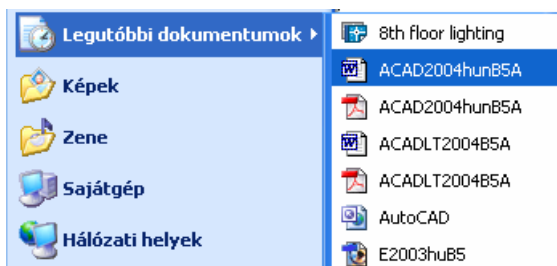 Legutóbbi dokumentumok
Képek
Zene
Sajátgép
Hálózati helyek
8th floor lighting
ACAD2004hunB5A
ACAD2004hunB5A
ACADLT2004B5A
ACADLT2004B5A
AutoCAD
E2003huB5